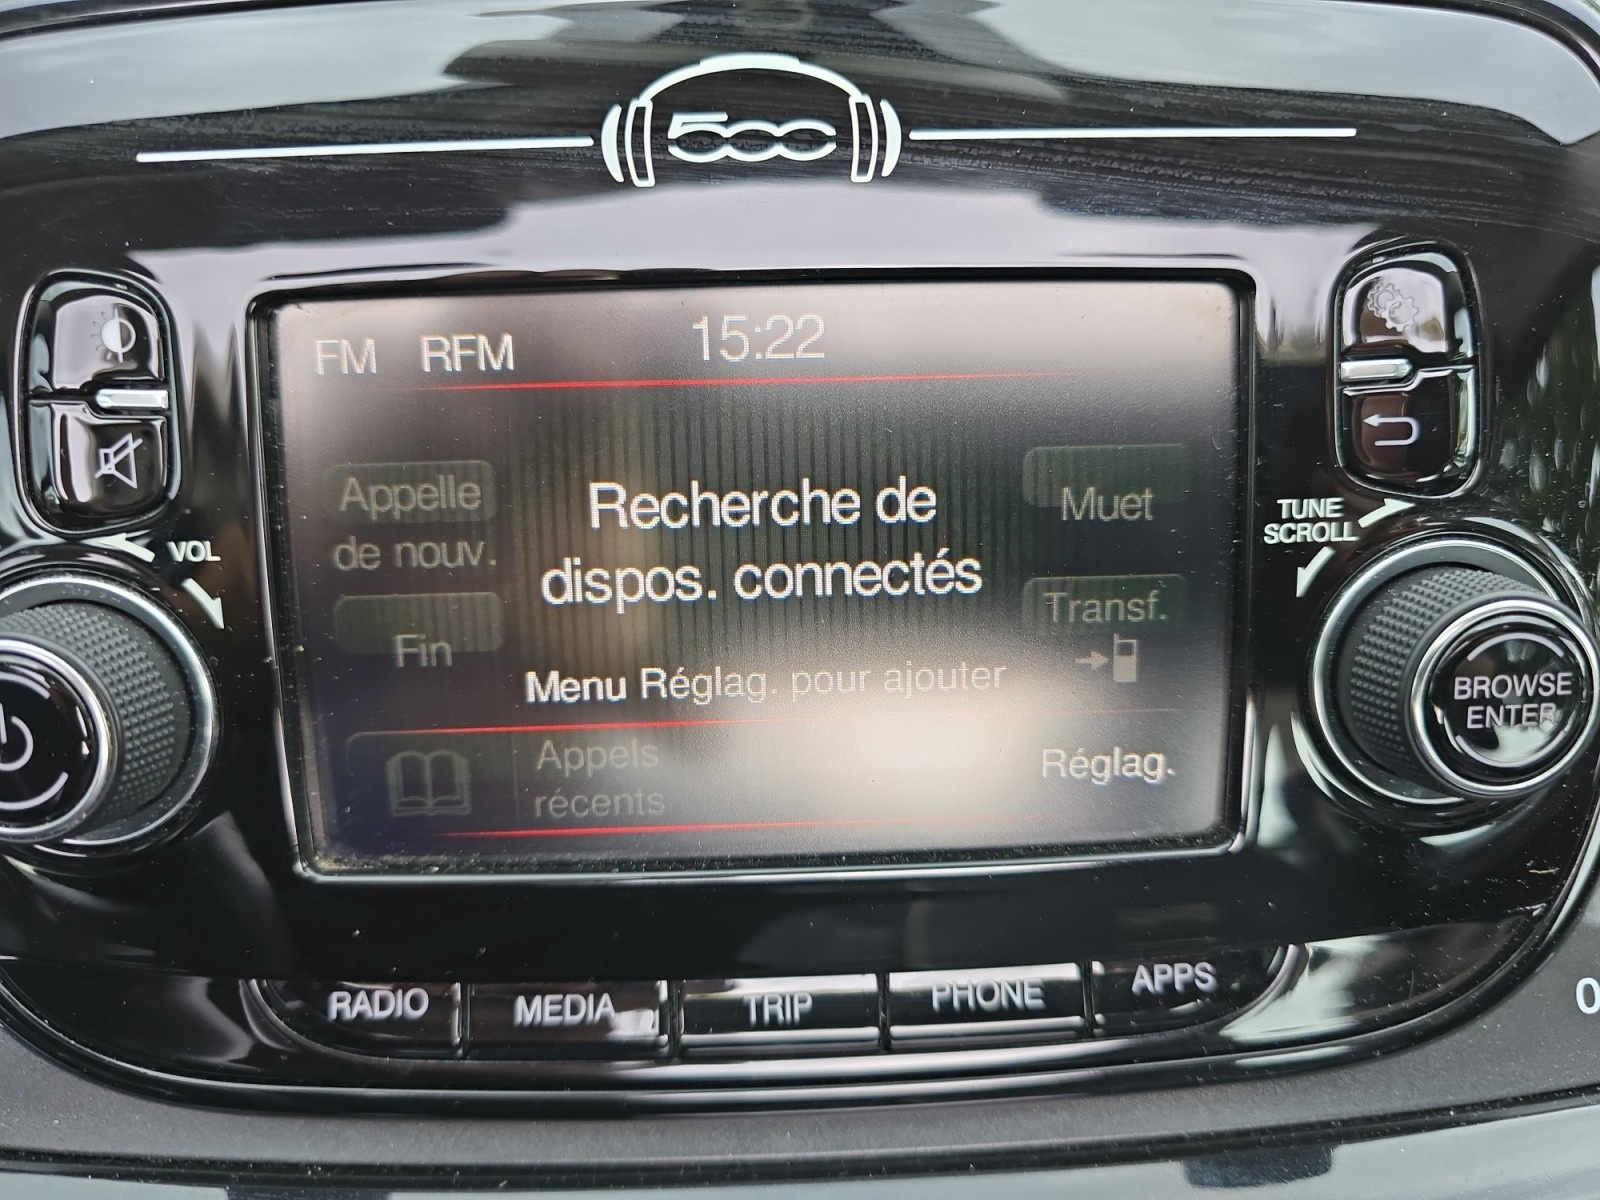 500
FM RFM 15:22
Appelle
de nouv.
Recherche de
dispos. connectés
Muet
Fin
Transf.
Menu Réglag. pour ajouter
Appels
récents
Réglag.
VOL
TUNE
SCROLL
BROWSE
ENTER
RADIO MEDIA TRIP PHONE APPS